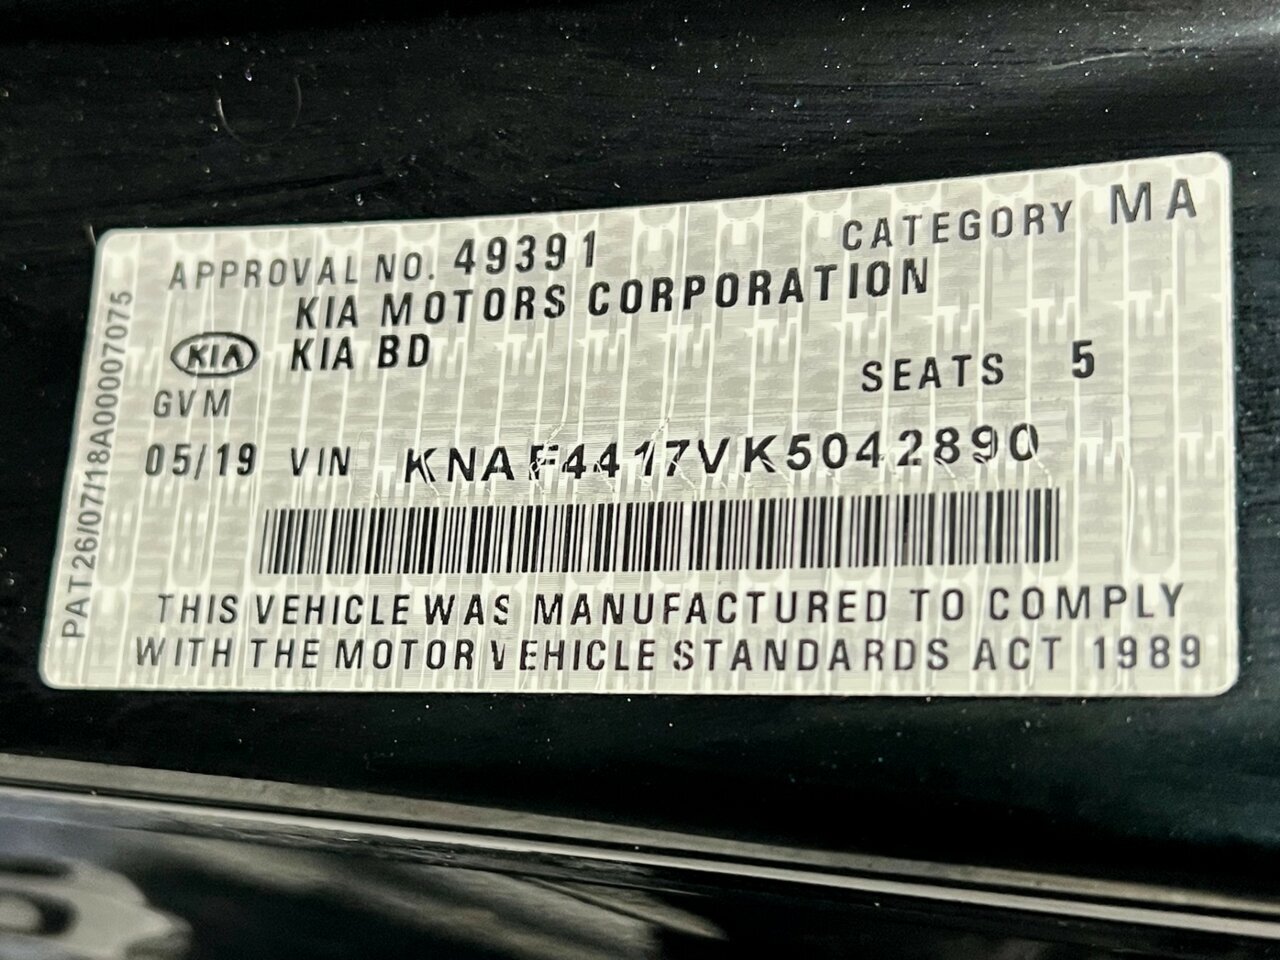 APPROVAL NO. 49391 CATEGORY MA
KIA MOTORS CORPORATION
KIA KIA BD
SEATS 5
GVM
05/19 VIN KNAF4417VK5042890
THIS VEHICLE WAS MANUFACTURED TO COMPLY
WITH THE MOTOR VEHICLE STANDARDS ACT 1989
PAT26/07/18A00007075